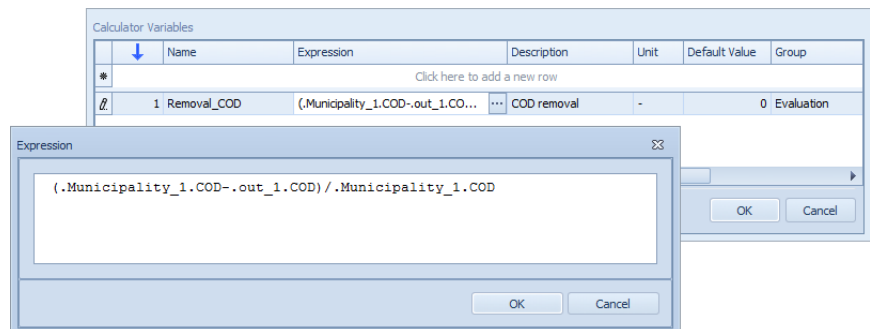 Calculator Variables
Name Expression Description Unit Default Value Group
Click here to add a new row
1 Removal_COD (.Municipality_1.COD-.out_1.CO... ... COD removal - 0 Evaluation
Expression
(.Municipality_1.COD-.out_1.COD)/.Municipality_1.COD
OK Cancel
OK Cancel